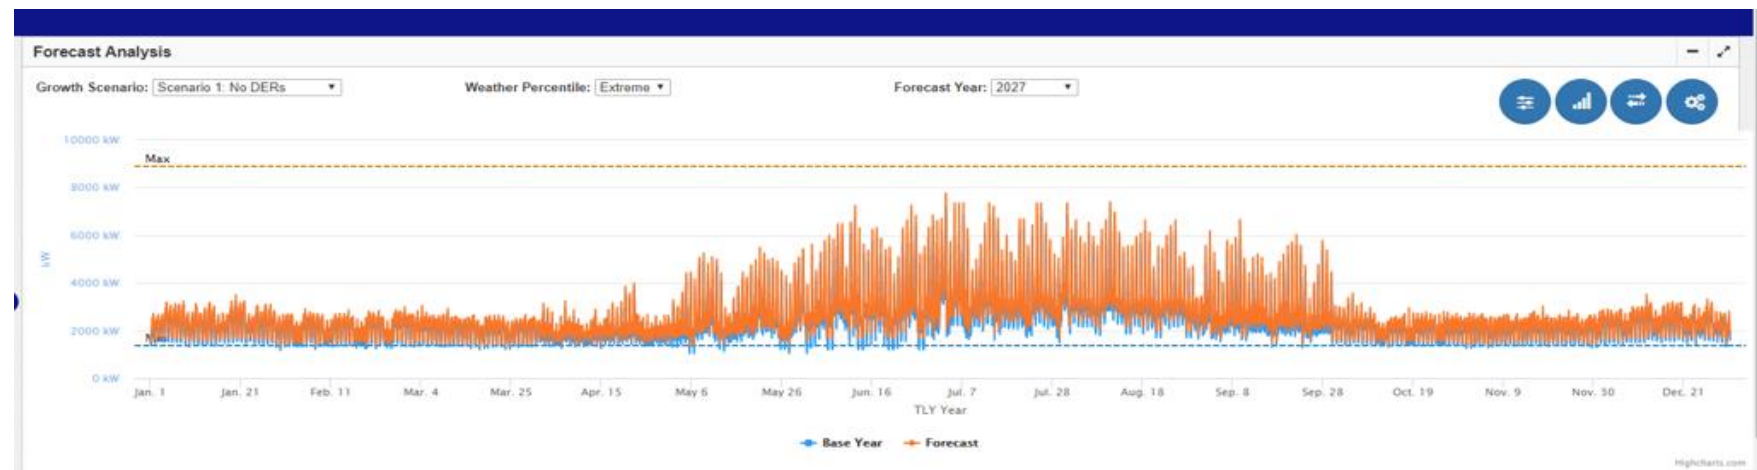 Forecast Analysis
Growth Scenario: Scenario 1: No DERs Weather Percentile: Extreme Forecast Year: 2027
10000 kW
Max
8000 kW
6000 kW
kW
4000 kW
2000 kW
0 kW
Jan. 1 Jan. 21 Feb. 11 Mar. 4 Mar. 25 Apr. 15 May 6 May 26 Jun. 16 Jul. 7 Jul. 28 Aug. 18 Sep. 8 Sep. 28 Oct. 19 Nov. 9 Nov. 30 Dec. 21
TLY Year
Base Year Forecast
Highcharts.com